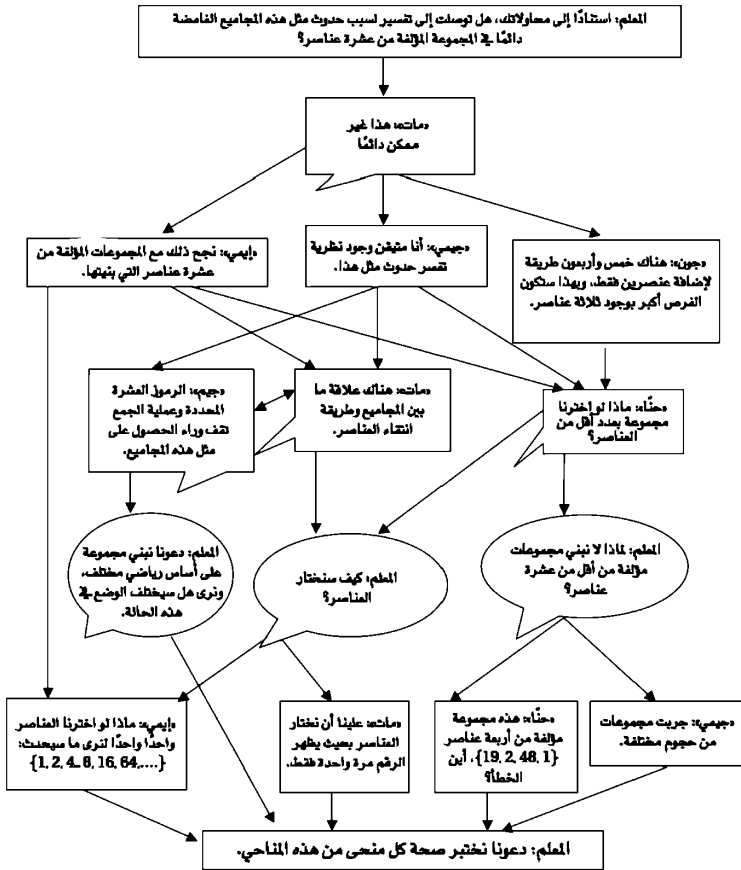 المعلم: استنادًا إلى محاولاتك، هل توصلت إلى تفسير لسبب حدوث مثل هذه المجاميع الغامضة
دائمًا في المجموعة المؤلفة من عشرة عناصر؟
«مات»: هذا غير
ممكن دائمًا
«جون»: هناك خمس وأربعون طريقة
لإضافة عنصرين فقط، وبهذا ستكون
الفرص أكبر بوجود ثلاثة عناصر.
«جيمي»: أنا متيقن وجود نظرية
تفسر حدوث مثل هذا.
«إيمي»: نجح ذلك مع المجموعات المؤلفة من
عشرة عناصر التي بنيتها.
«حنّا»: ماذا لو اخترنا
مجموعة بعدد أقل من
العناصر؟
«مات»: هناك علاقة ما
بين المجاميع وطريقة
انتقاء العناصر.
«جيم»: الرموز العشرة
المحددة وعملية الجمع
تقف وراء الحصول على
مثل هذه المجاميع.
المعلم: لماذا لا نبني مجموعات
مؤلفة من أقل من عشرة
عناصر؟
المعلم: كيف سنختار
العناصر؟
المعلم: دعونا نبني مجموعة
على أساس رياضي مختلف،
ونرى هل سيختلف الوضع في
هذه الحالة.
«جيمي»: جربت مجموعات
من حجوم مختلفة.
«حنّا»: هذه مجموعة
مؤلفة من أربعة عناصر
{19, 2, 48, 1}، أين
الخطأ؟
«مات»: علينا أن نختار
العناصر بحيث يظهر
الرقم مرة واحدة فقط.
«إيمي»: ماذا لو اخترنا العناصر
واحدًا واحدًا لنرى ما سيحدث:
{1, 2, 4.. 8, 16, 64,....}
المعلم: دعونا نختبر صحة كل منحى من هذه المناحي.